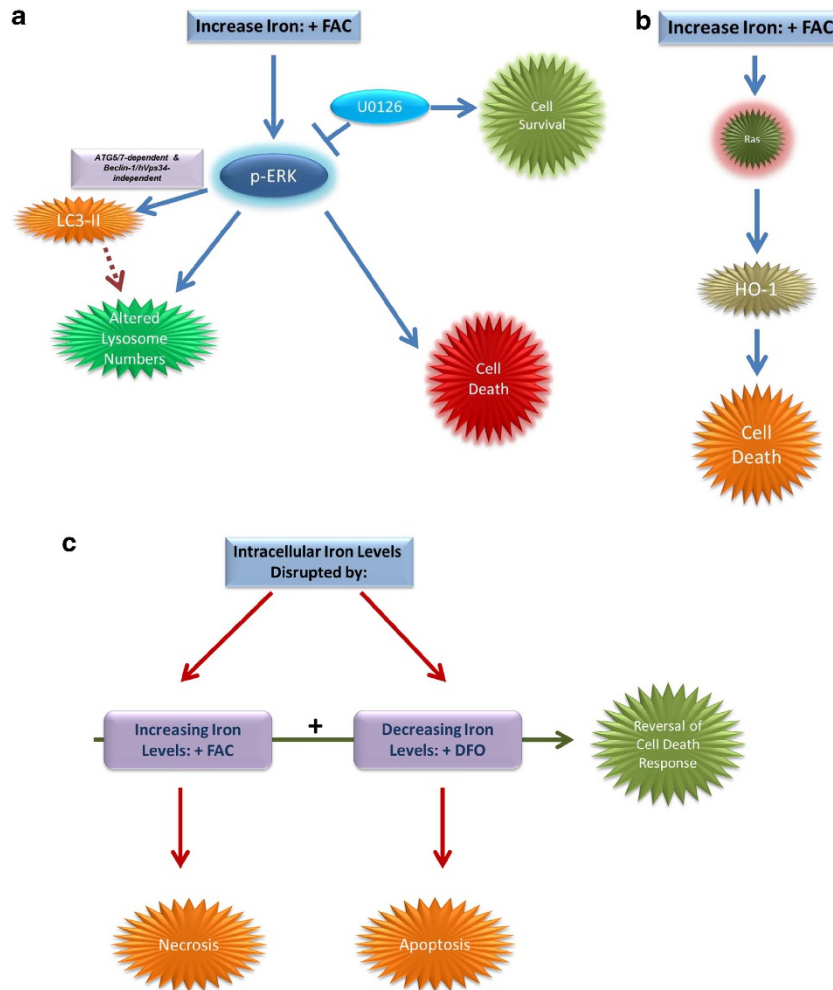 a
Increase Iron: + FAC
U0126
Cell
Survival
ATG5/7-dependent &
Beclin-1/hVps34-
independent
p-ERK
LC3-II
Altered
Lysosome
Numbers
Cell
Death
b
Increase Iron: + FAC
Ras
HO-1
Cell
Death
c
Intracellular Iron Levels
Disrupted by:
Increasing Iron
Levels: + FAC
+
Decreasing Iron
Levels: + DFO
Reversal of
Cell Death
Response
Necrosis
Apoptosis